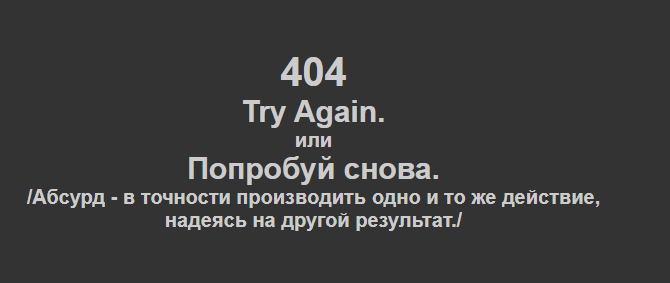 404
Try Again.
или
Попробуй снова.
/Абсурд - в точности производить одно и то же действие,
надеясь на другой результат./